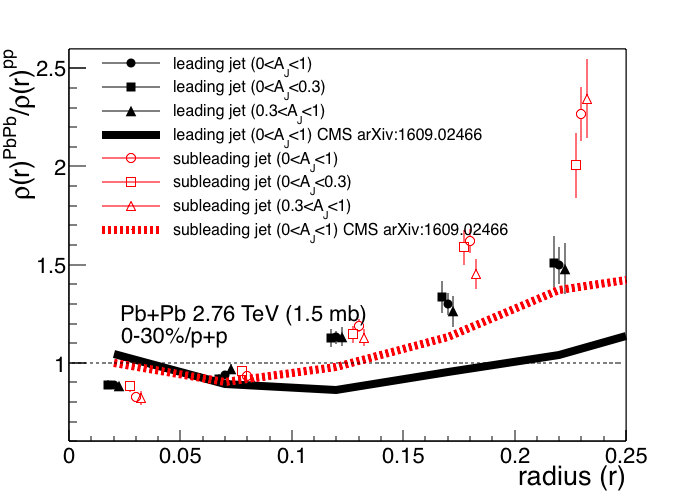 ρ(r)^PbPb/ρ(r)^pp
2.5
2
1.5
1
leading jet (0<A_J<1)
leading jet (0<A_J<0.3)
leading jet (0.3<A_J<1)
leading jet (0<A_J<1) CMS arXiv:1609.02466
subleading jet (0<A_J<1)
subleading jet (0<A_J<0.3)
subleading jet (0.3<A_J<1)
subleading jet (0<A_J<1) CMS arXiv:1609.02466
Pb+Pb 2.76 TeV (1.5 mb)
0-30%/p+p
0 0.05 0.1 0.15 0.2 0.25
radius (r)